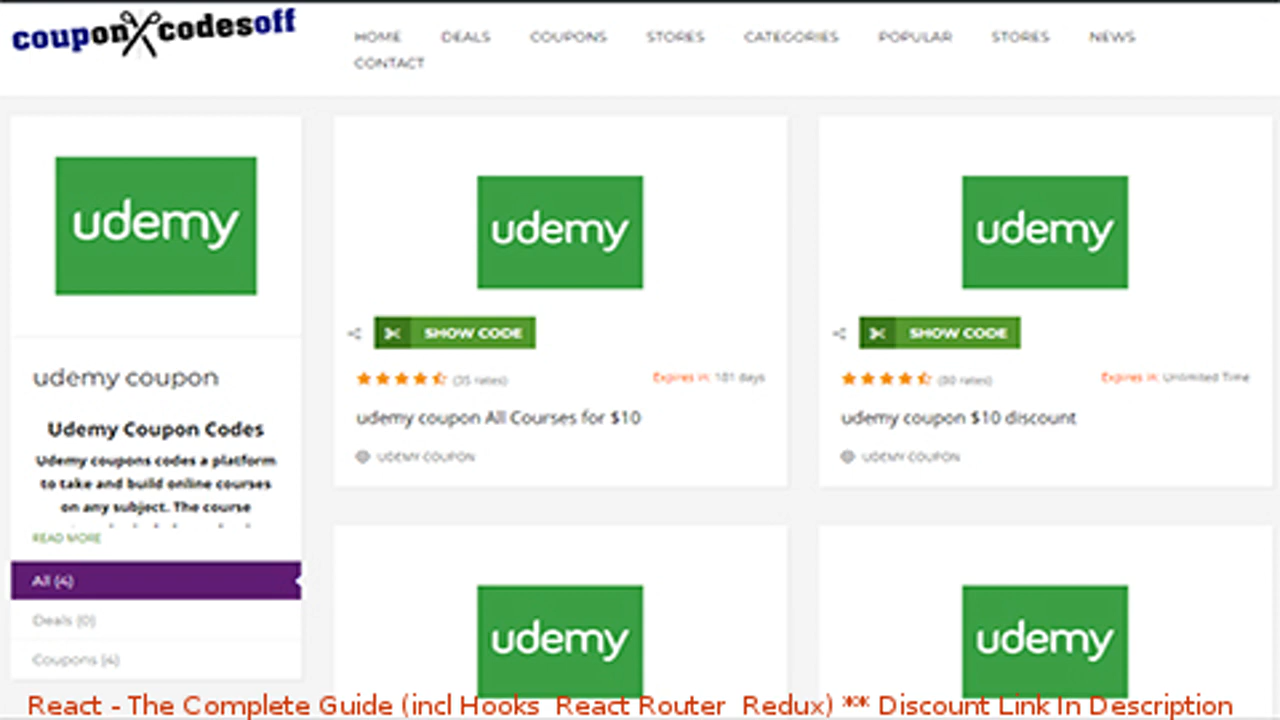 couponcodesoff
HOME DEALS COUPONS STORES CATEGORIES POPULAR STORES NEWS
CONTACT
udemy
udemy coupon
Udemy Coupon Codes
Udemy coupons codes a platform
to take and build online courses
on any subject. The course
READ MORE
All (4)
Deals (0)
Coupons (4)
udemy
SHOW CODE
(35 rates) Expires in: 181 days
udemy coupon All Courses for $10
UDEMY COUPON
udemy
SHOW CODE
(80 rates) Expires in: Unlimited Time
udemy coupon $10 discount
UDEMY COUPON
udemy
udemy
React - The Complete Guide (incl Hooks React Router Redux) ** Discount Link In Description